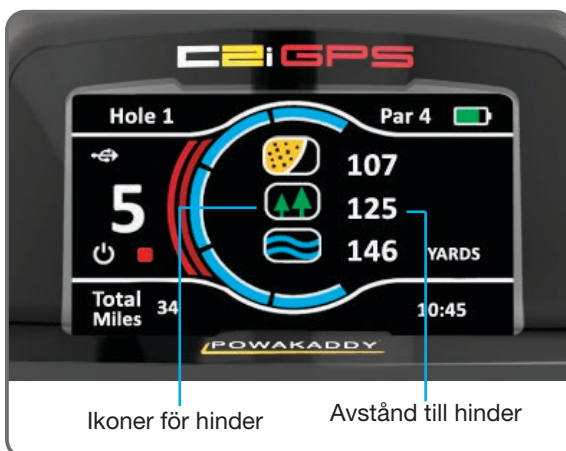 C2i GPS
Hole 1
Par 4
107
5
125
146 YARDS
Total
Miles 34
10:45
POWAKADDY
Ikoner för hinder
Avstånd till hinder